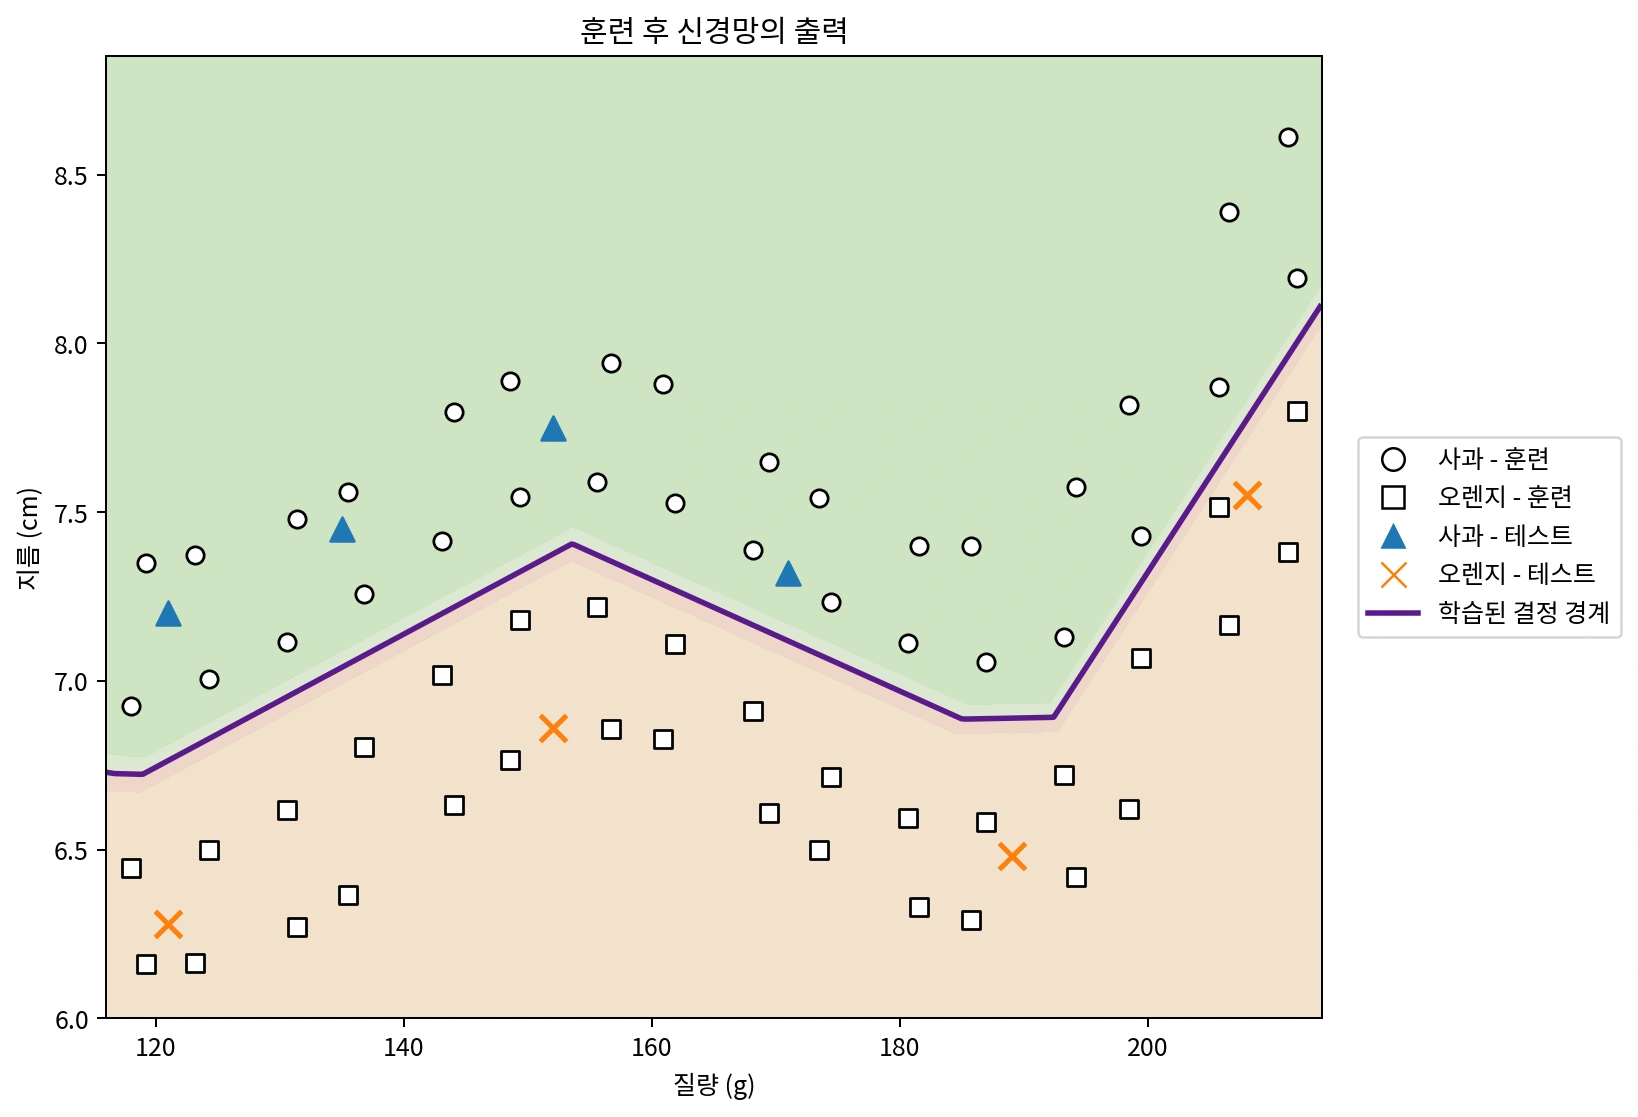 훈련 후 신경망의 출력
지름 (cm)
8.5
8.0
7.5
7.0
6.5
6.0
120
140
160
180
200
질량 (g)
사과 - 훈련
오렌지 - 훈련
사과 - 테스트
오렌지 - 테스트
학습된 결정 경계